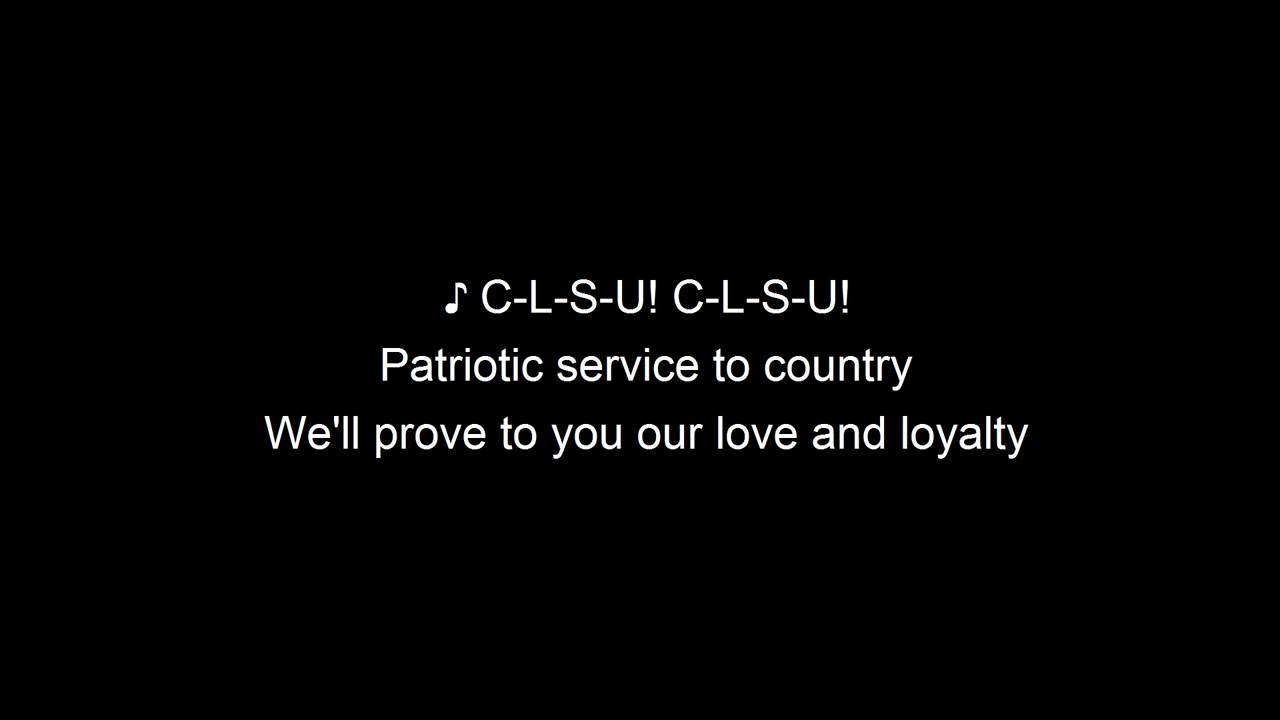 ♪ C-L-S-U! C-L-S-U!
Patriotic service to country
We'll prove to you our love and loyalty